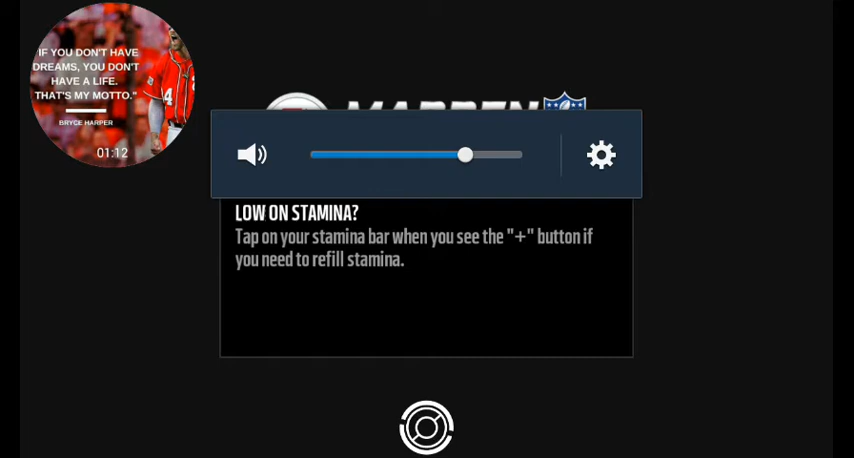 IF YOU DON'T HAVE
DREAMS, YOU DON'T
HAVE A LIFE.
THAT'S MY MOTTO."
BRYCE HARPER
01:12
LOW ON STAMINA?
Tap on your stamina bar when you see the "+" button if
you need to refill stamina.